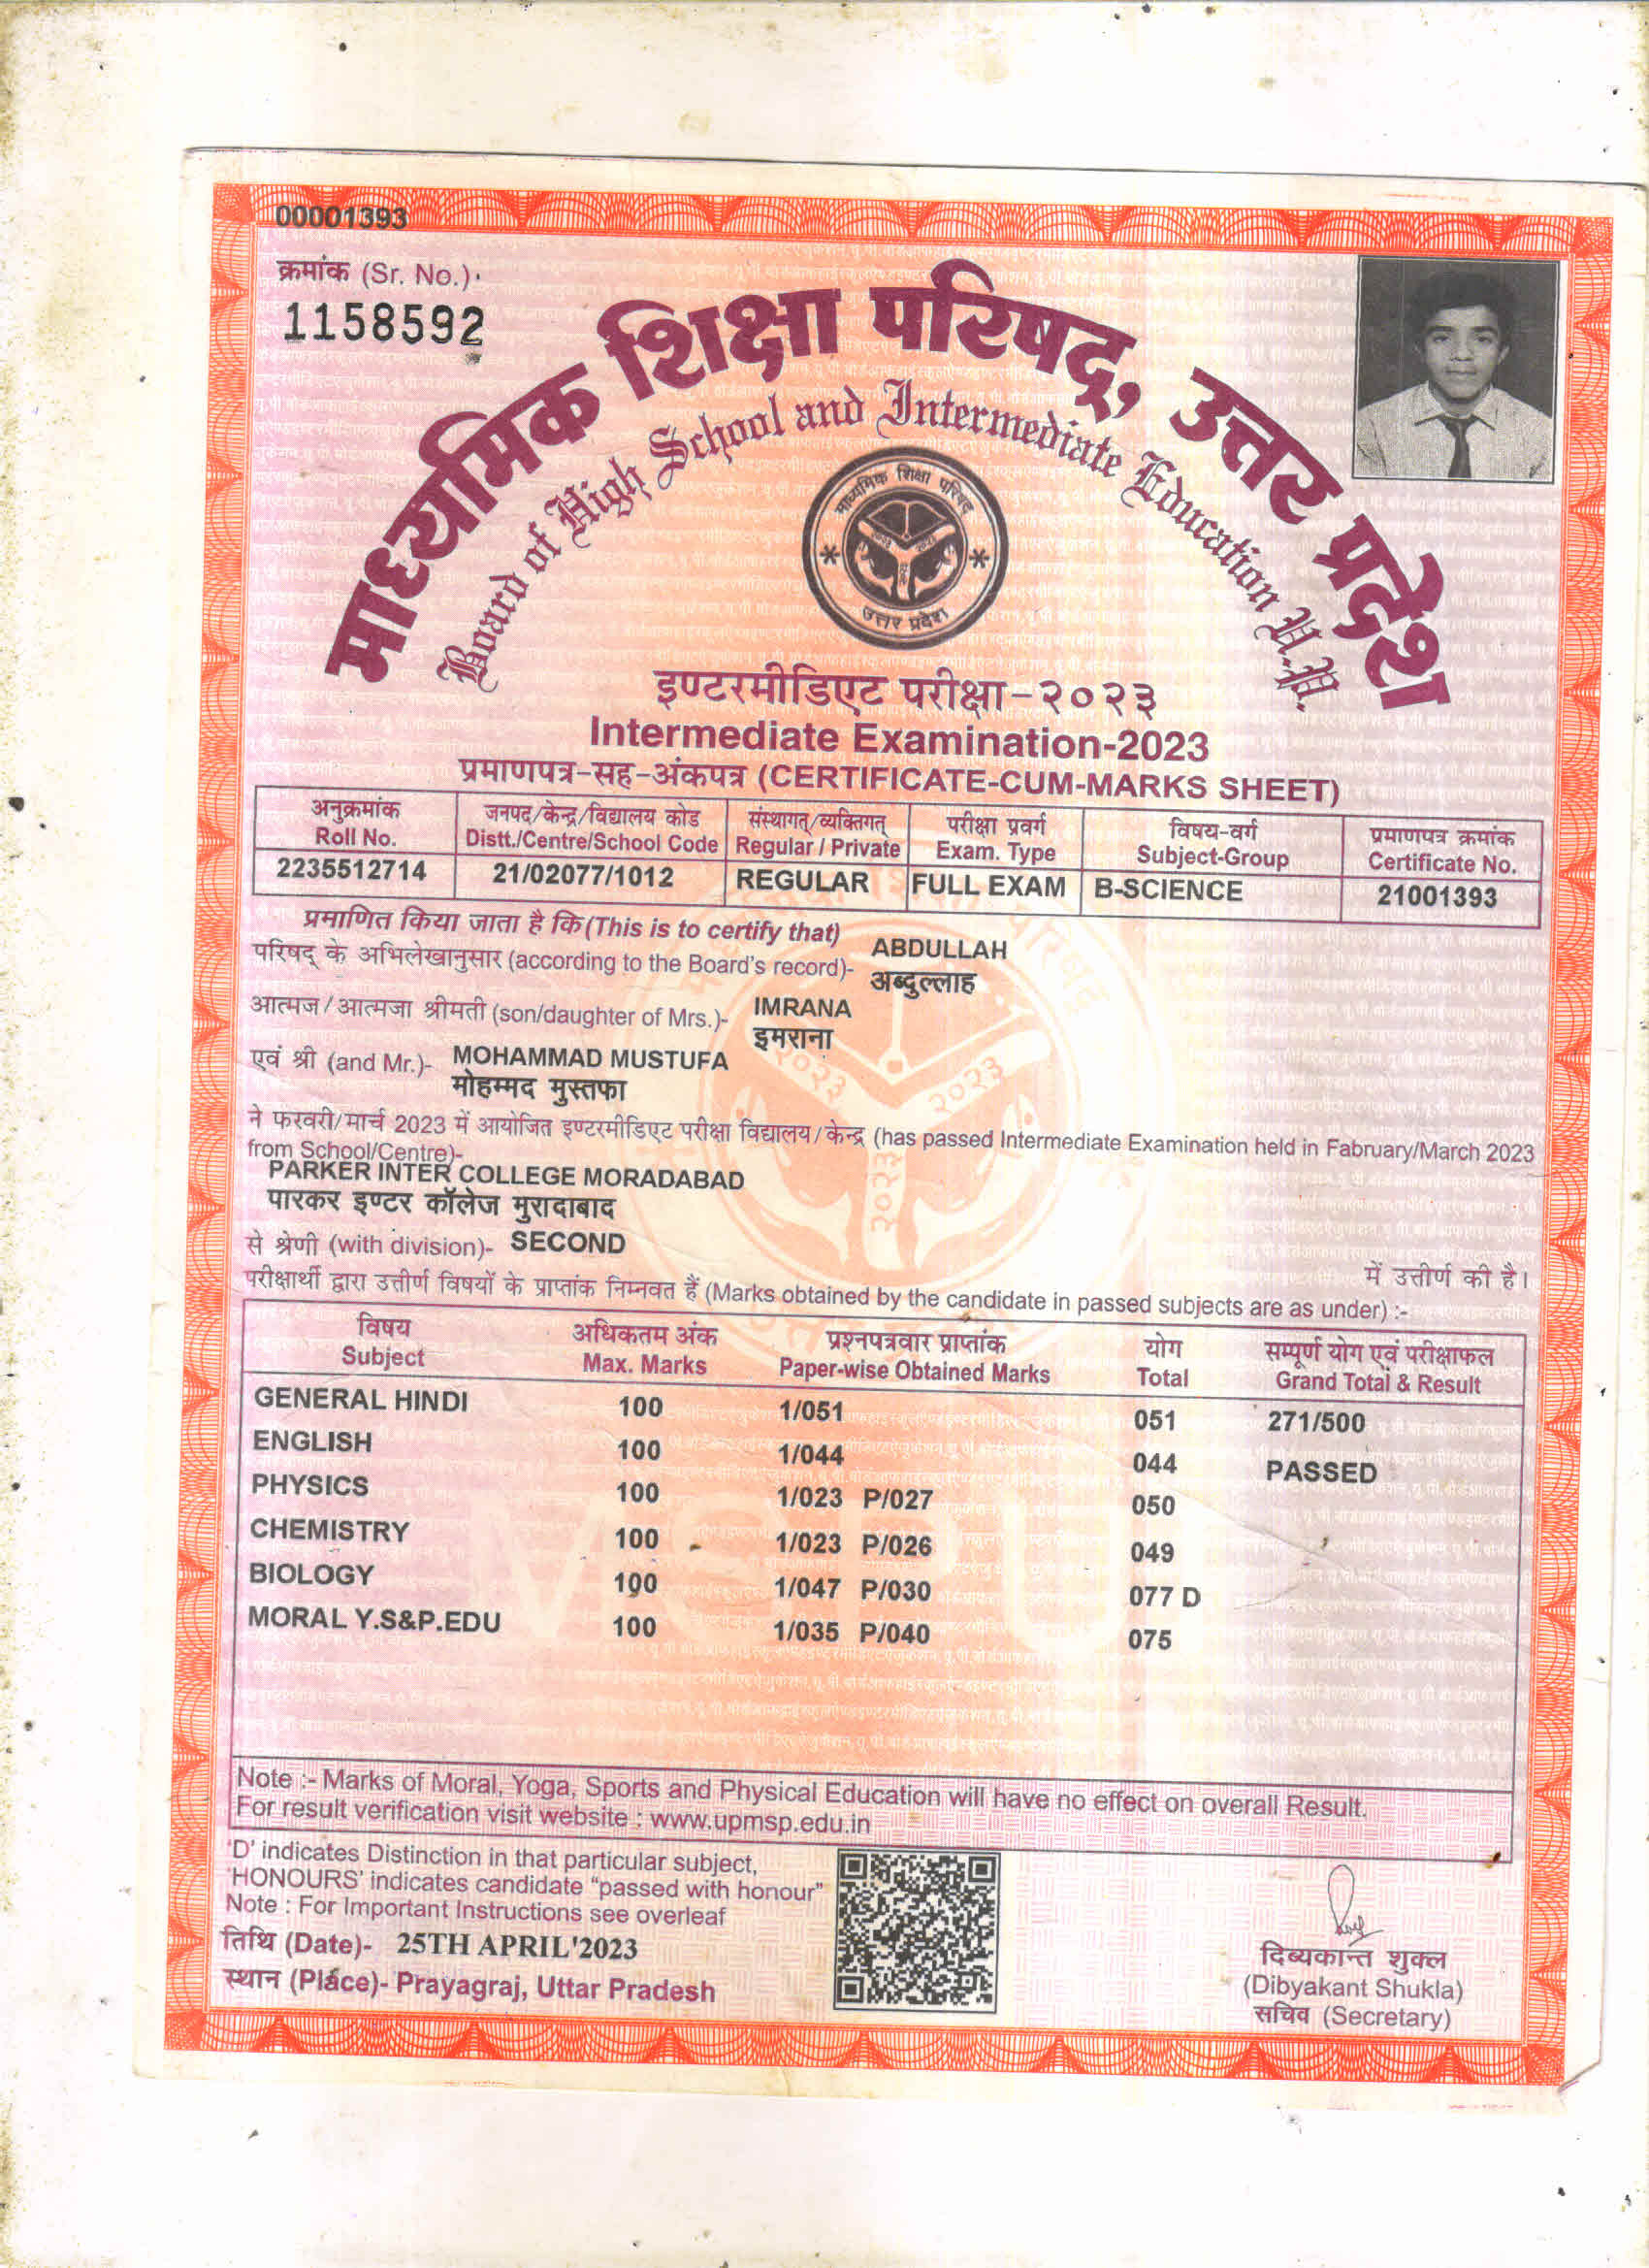 00001393
क्रमांक (Sr. No.).
1158592
माध्यमिक शिक्षा परिषद्, उत्तर प्रदेश
Board of High School and Intermediate Education U.P.
माध्यमिक शिक्षा परिषद
उत्तर प्रदेश
इण्टरमीडिएट परीक्षा-२०२३
Intermediate Examination-2023
प्रमाणपत्र-सह-अंकपत्र (CERTIFICATE-CUM-MARKS SHEET)
अनुक्रमांक जनपद/केन्द्र/विद्यालय कोड संस्थागत्/व्यक्तिगत् परीक्षा प्रवर्ग विषय-वर्ग प्रमाणपत्र क्रमांक
Roll No. Distt./Centre/School Code Regular / Private Exam. Type Subject-Group Certificate No.
2235512714 21/02077/1012 REGULAR FULL EXAM B-SCIENCE 21001393
प्रमाणित किया जाता है कि (This is to certify that)
परिषद् के अभिलेखानुसार (according to the Board's record)- ABDULLAH
अब्दुल्लाह
आत्मज / आत्मजा श्रीमती (son/daughter of Mrs.)- IMRANA
इमराना
एवं श्री (and Mr.)- MOHAMMAD MUSTUFA
मोहम्मद मुस्तफा
ने फरवरी/मार्च 2023 में आयोजित इण्टरमीडिएट परीक्षा विद्यालय/केन्द्र (has passed Intermediate Examination held in Fabruary/March 2023
from School/Centre)-
PARKER INTER COLLEGE MORADABAD
पारकर इण्टर कॉलेज मुरादाबाद
से श्रेणी (with division)- SECOND
में उत्तीर्ण की है।
परीक्षार्थी द्वारा उत्तीर्ण विषयों के प्राप्तांक निम्नवत हैं (Marks obtained by the candidate in passed subjects are as under) :-
विषय अधिकतम अंक प्रश्नपत्रवार प्राप्तांक योग सम्पूर्ण योग एवं परीक्षाफल
Subject Max. Marks Paper-wise Obtained Marks Total Grand Total & Result
GENERAL HINDI 100 1/051 051 271/500
ENGLISH 100 1/044 044 PASSED
PHYSICS 100 1/023 P/027 050
CHEMISTRY 100 1/023 P/026 049
BIOLOGY 100 1/047 P/030 077 D
MORAL Y.S&P.EDU 100 1/035 P/040 075
Note :- Marks of Moral, Yoga, Sports and Physical Education will have no effect on overall Result.
For result verification visit website : www.upmsp.edu.in
'D' indicates Distinction in that particular subject,
'HONOURS' indicates candidate "passed with honour"
Note : For Important Instructions see overleaf
तिथि (Date)- 25TH APRIL'2023
स्थान (Place)- Prayagraj, Uttar Pradesh
दिब्यकान्त शुक्ल
(Dibyakant Shukla)
सचिव (Secretary)